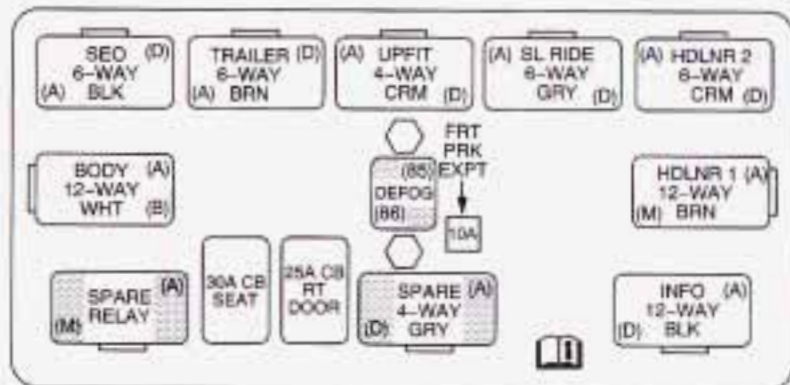 SEO (D)
6-WAY
(A) BLK
TRAILER (D)
6-WAY
(A) BRN
(A) UPFIT
4-WAY
CRM (D)
(A) SL RIDE
6-WAY
GRY (D)
(A) HDLNR 2
6-WAY
CRM (D)
BODY (A)
12-WAY
WHT (B)
(85)
DEFOG
(86)
FRT
PRK
EXPT
10A
HDLNR 1 (A)
12-WAY
(M) BRN
SPARE (A)
RELAY
(M)
30A CB
SEAT
25A CB
RT
DOOR
SPARE (A)
4-WAY
(D) GRY
INFO (A)
12-WAY
(D) BLK